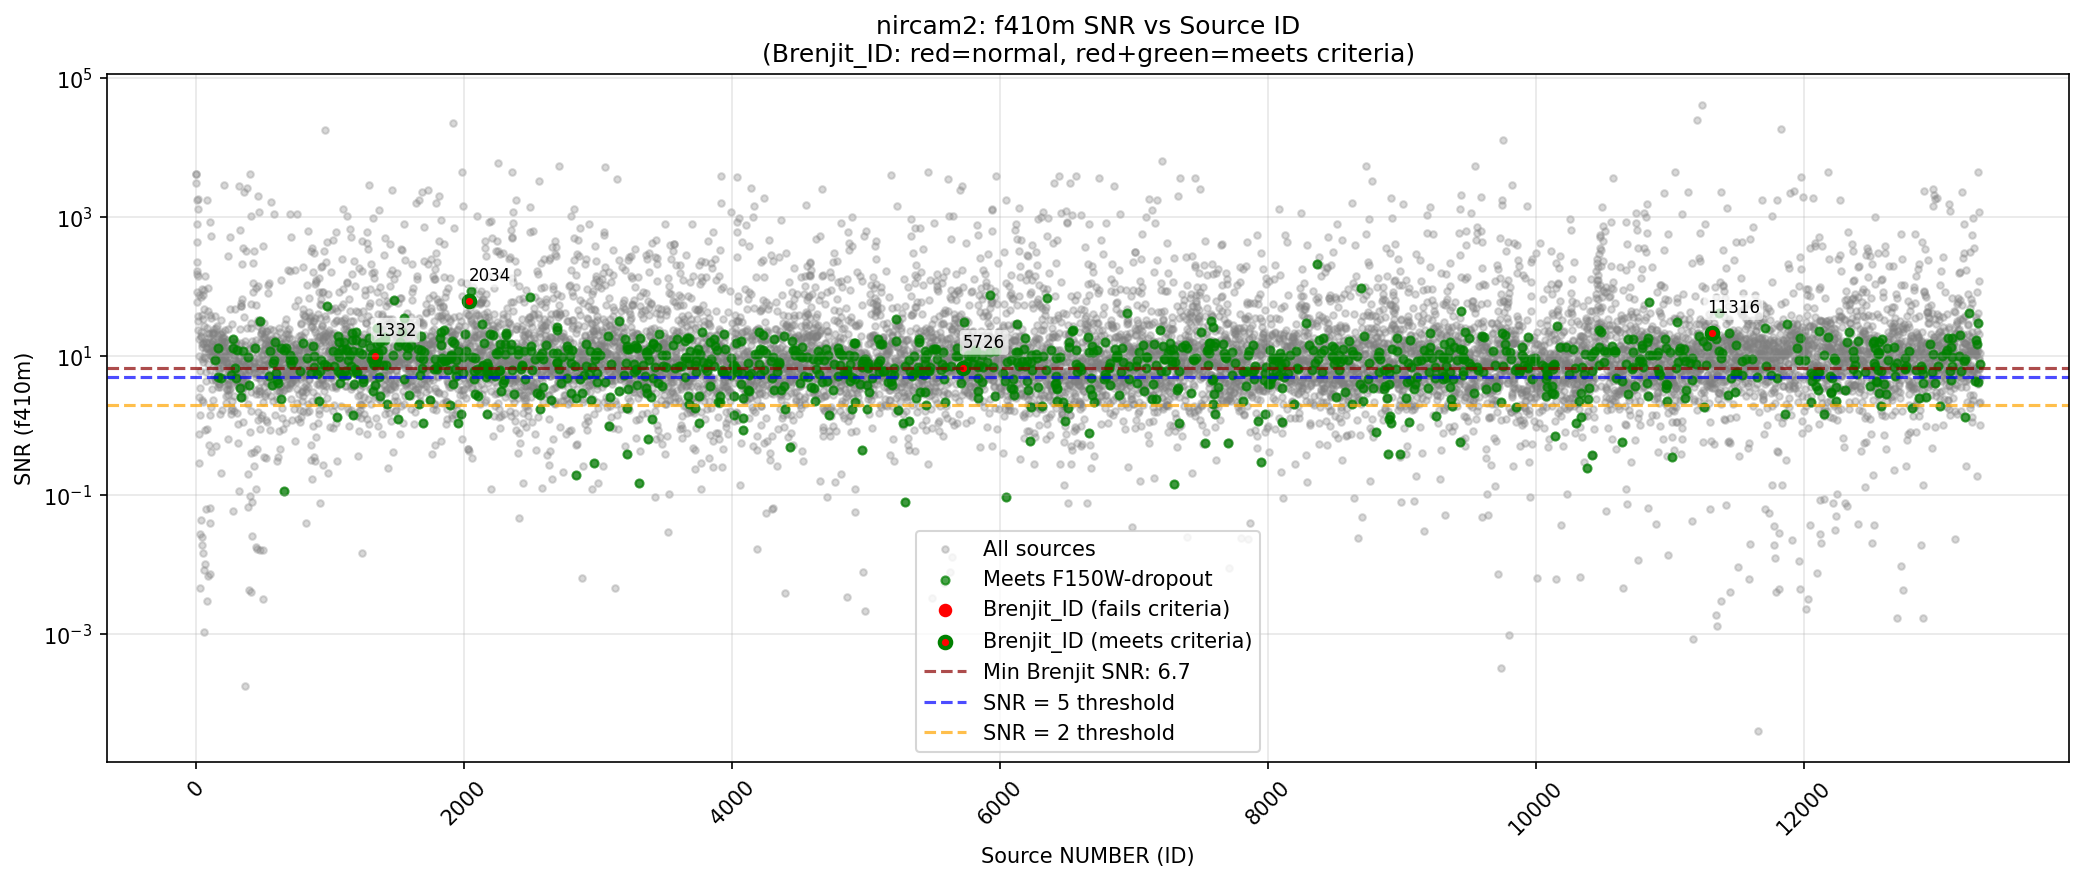 nircam2: f410m SNR vs Source ID
(Brenjit_ID: red=normal, red+green=meets criteria)
SNR (f410m)
10^5
10^3
10^1
10^-1
10^-3
2034
1332
5726
11316
All sources
Meets F150W-dropout
Brenjit_ID (fails criteria)
Brenjit_ID (meets criteria)
Min Brenjit SNR: 6.7
SNR = 5 threshold
SNR = 2 threshold
0
2000
4000
6000
8000
10000
12000
Source NUMBER (ID)